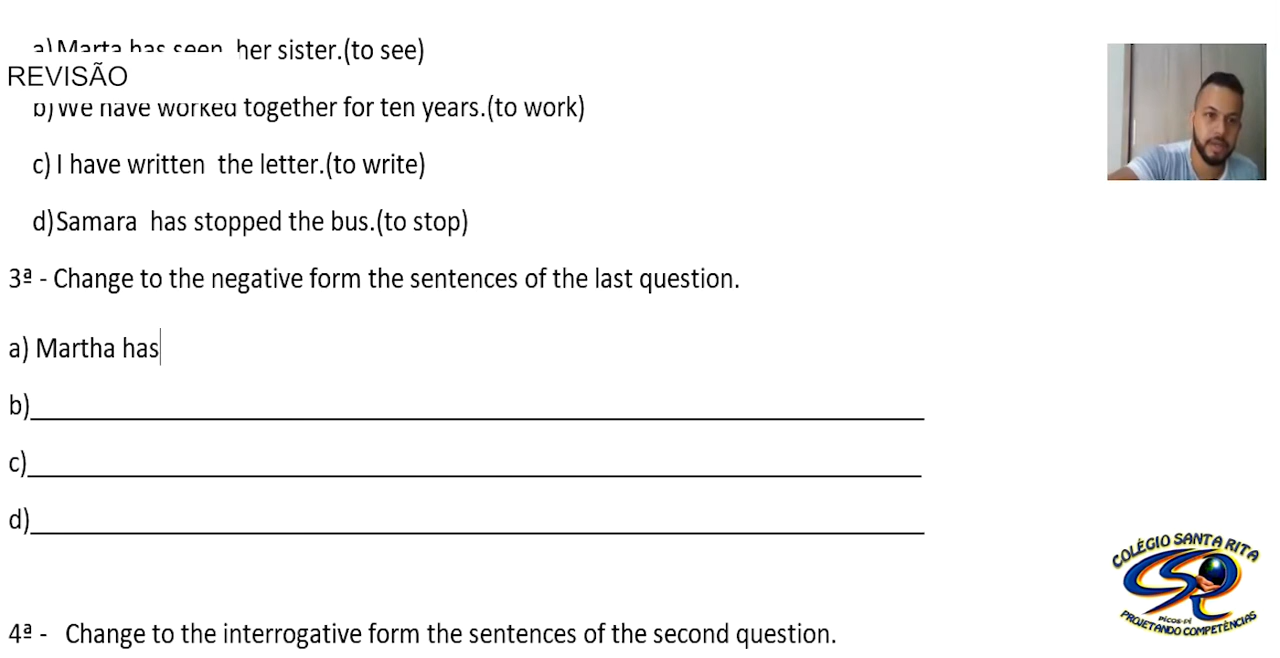 a) Marta has seen her sister.(to see)
REVISÃO
b) We have worked together for ten years.(to work)
c) I have written the letter.(to write)
d)Samara has stopped the bus.(to stop)
3ª - Change to the negative form the sentences of the last question.
a) Martha has
b)
c)
d)
4ª - Change to the interrogative form the sentences of the second question.
COLÉGIO SANTA RITA
PICOS-PI
PROJETANDO COMPETÊNCIAS